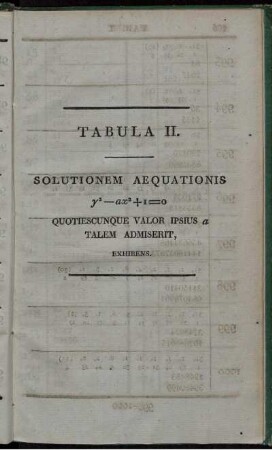 TABULA II.
SOLUTIONEM AEQUATIONIS
y²—ax²+1=0
QUOTIESCUNQUE VALOR IPSIUS a
TALEM ADMISERIT,
EXHIBENS.